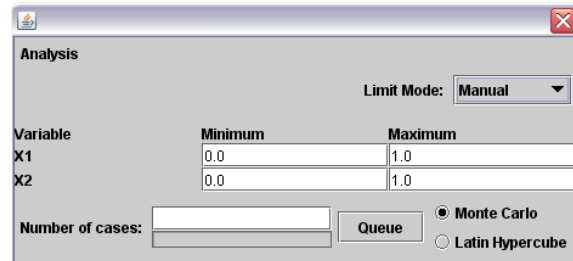 Analysis
Limit Mode: Manual
Variable Minimum Maximum
X1 0.0 1.0
X2 0.0 1.0
Number of cases: Queue Monte Carlo
Latin Hypercube